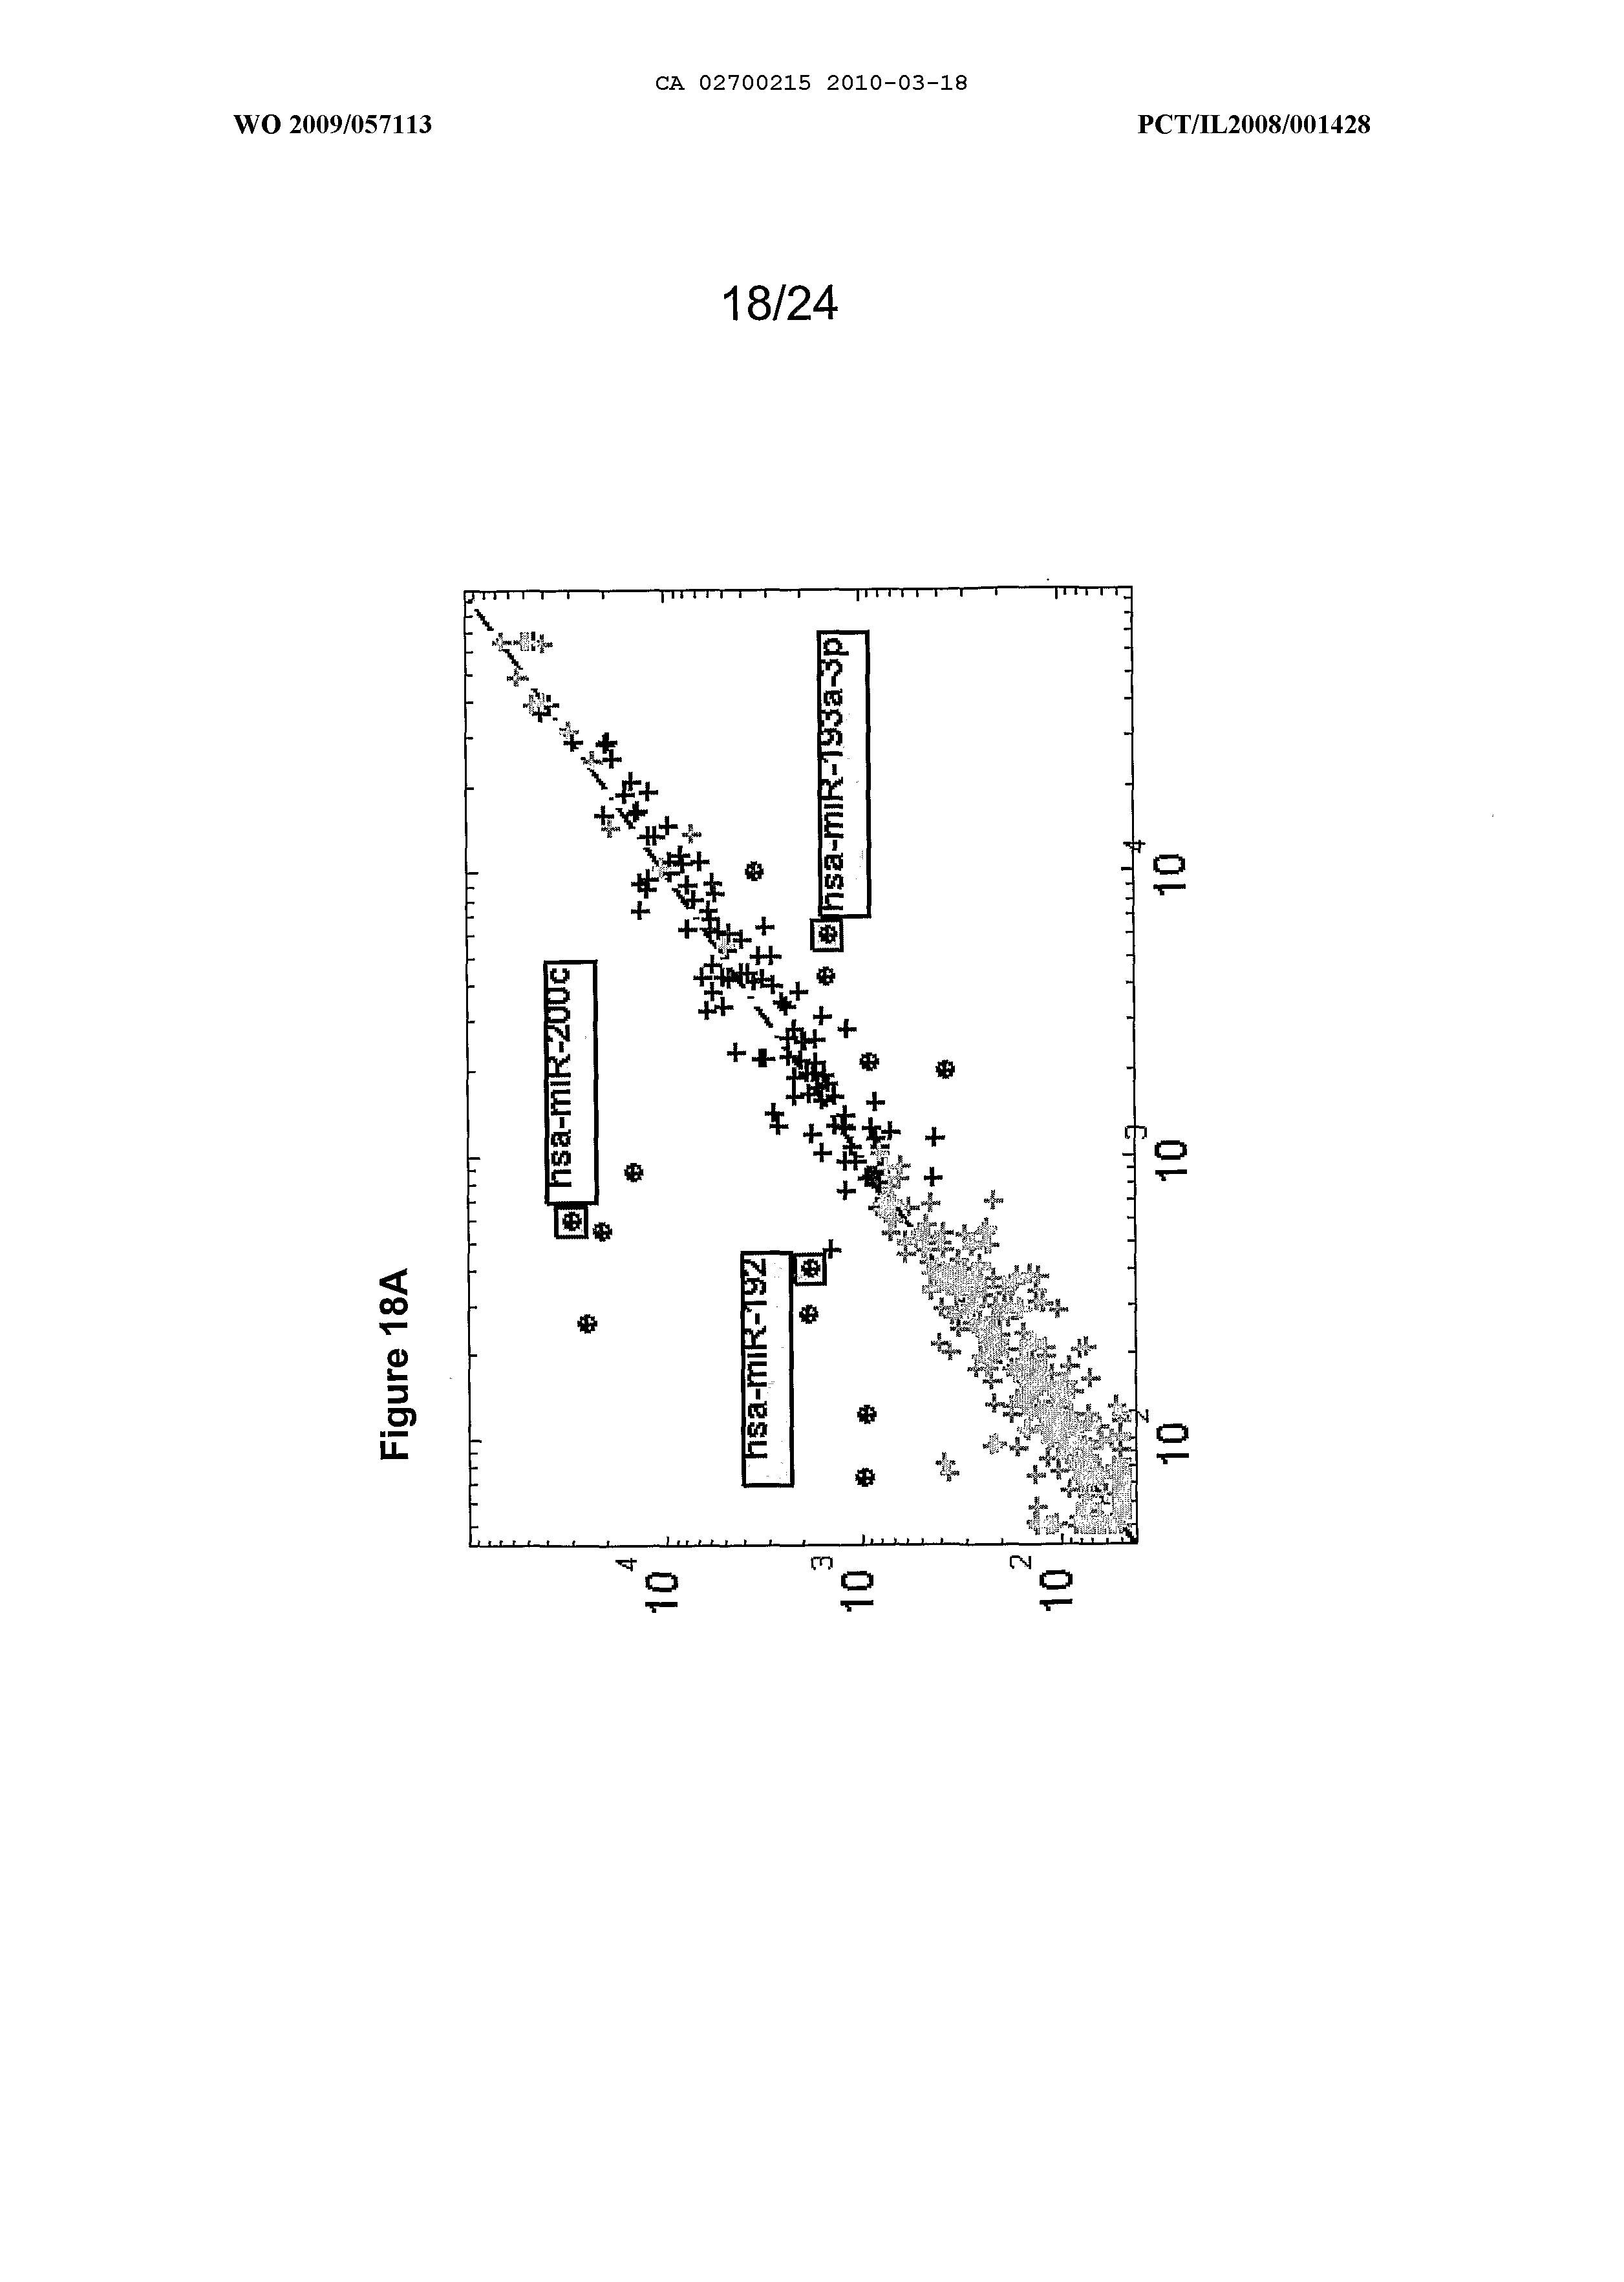 CA 02700215 2010-03-18
WO 2009/057113 PCT/IL2008/001428
18/24
Figure 18A
hsa-miR-200c
hsa-miR-192
hsa-miR-193a-3p
10 4
10 3
10 2
10 2
10 3
10 4